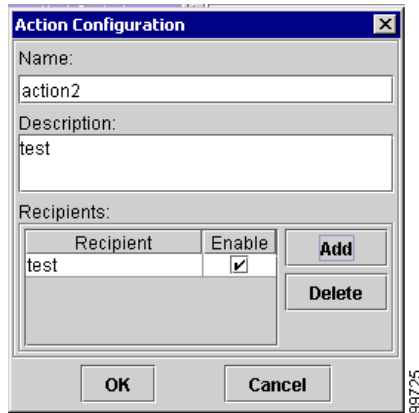 Action Configuration
Name:
action2
Description:
test
Recipients:
Recipient Enable
test
Add
Delete
OK Cancel
99725